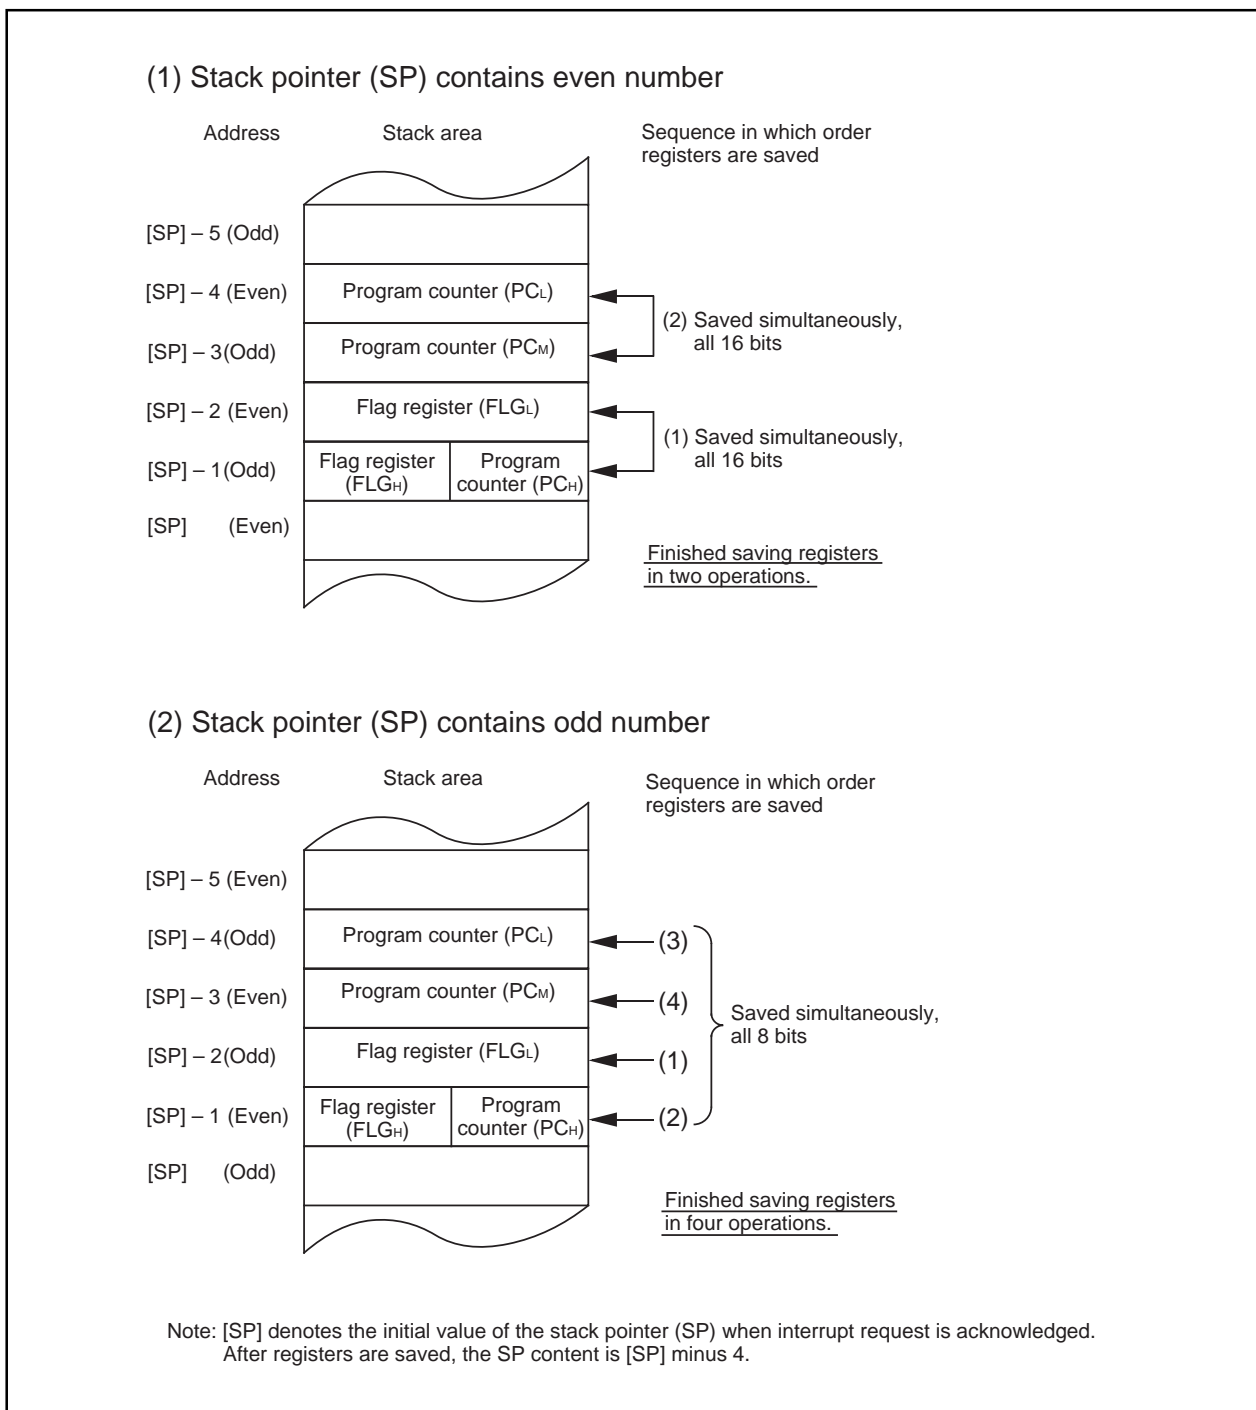 (1) Stack pointer (SP) contains even number
Address
Stack area
Sequence in which order
registers are saved
[SP] – 5 (Odd)
[SP] – 4 (Even)
Program counter (PCL)
[SP] – 3(Odd)
Program counter (PCM)
(2) Saved simultaneously,
all 16 bits
[SP] – 2 (Even)
Flag register (FLGL)
[SP] – 1(Odd)
Flag register
(FLGH)
Program
counter (PCH)
(1) Saved simultaneously,
all 16 bits
[SP] (Even)
Finished saving registers
in two operations.
(2) Stack pointer (SP) contains odd number
Address
Stack area
Sequence in which order
registers are saved
[SP] – 5 (Even)
[SP] – 4(Odd)
Program counter (PCL)
(3)
[SP] – 3 (Even)
Program counter (PCM)
(4)
Saved simultaneously,
all 8 bits
[SP] – 2(Odd)
Flag register (FLGL)
(1)
[SP] – 1 (Even)
Flag register
(FLGH)
Program
counter (PCH)
(2)
[SP] (Odd)
Finished saving registers
in four operations.
Note: [SP] denotes the initial value of the stack pointer (SP) when interrupt request is acknowledged.
After registers are saved, the SP content is [SP] minus 4.